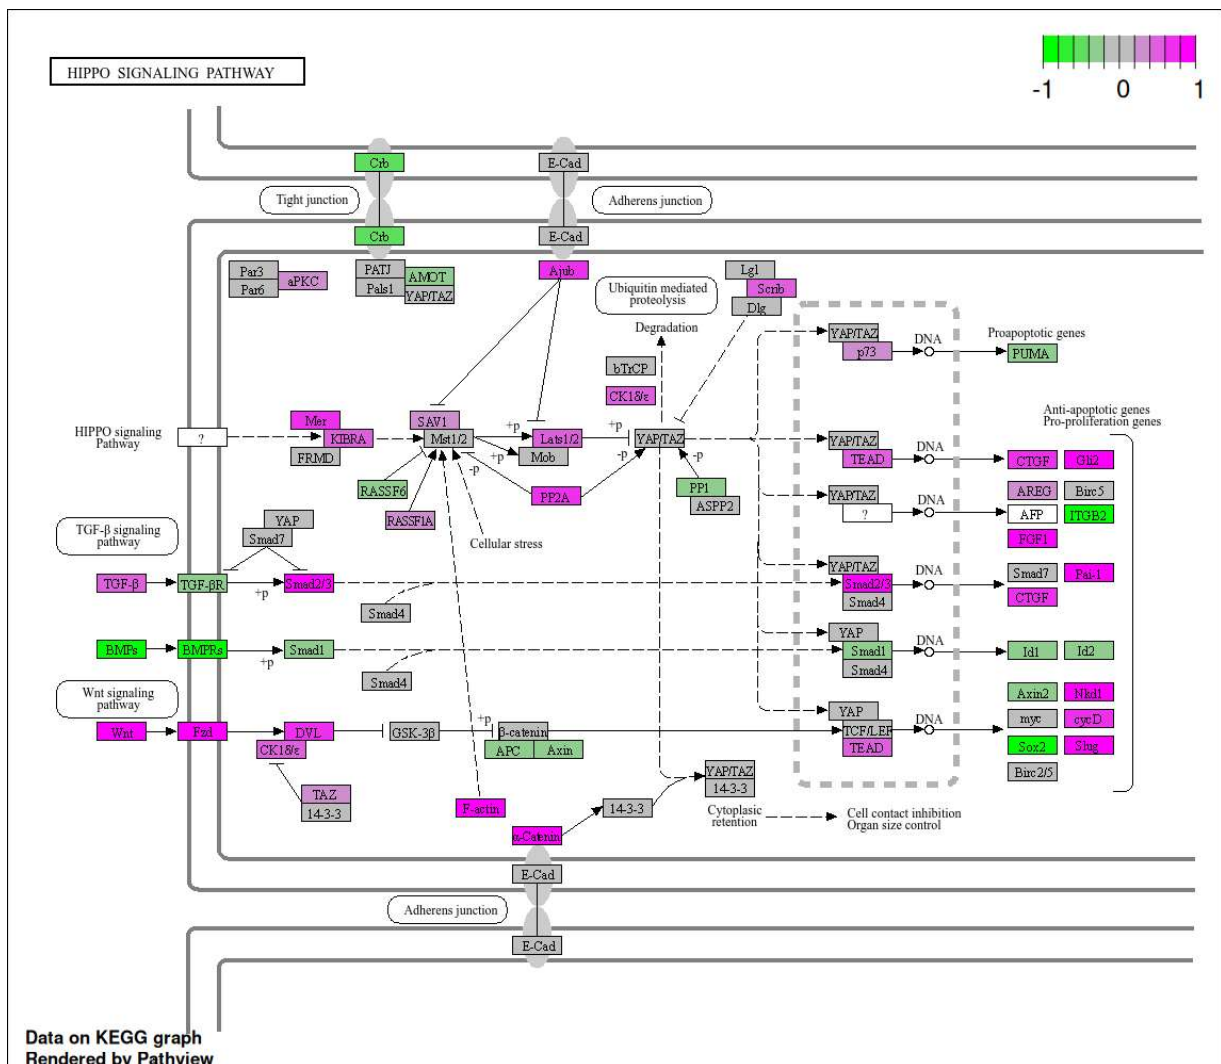 HIPPO SIGNALING PATHWAY
-1 0 1
Crb
E-Cad
Tight junction
Adherens junction
Crb
E-Cad
Par3
Par6
aPKC
PATJ
Pals1
AMOT
YAP/TAZ
Ajub
Ubiquitin mediated
proteolysis
Degradation
Lgl
Scrib
Dlg
bTrCP
CK1δ/ε
YAP/TAZ
p73
DNA
Proapoptotic genes
PUMA
Anti-apoptotic genes
Pro-proliferation genes
HIPPO signaling
Pathway
?
Mer
KIBRA
FRMD
SAV1
Mst1/2
+p
+p
Lats1/2
Mob
+p
YAP/TAZ
-p
-p
-p
RASSF6
RASSF1A
PP2A
PP1
ASPP2
Cellular stress
YAP/TAZ
TEAD
DNA
CTGF
Gli2
AREG
Birc5
YAP/TAZ
?
DNA
AFP
ITGB2
FGF1
TGF-β signaling
pathway
YAP
Smad7
TGF-β
TGF-βR
+p
Smad2/3
Smad4
YAP/TAZ
Smad2/3
Smad4
DNA
Smad7
Pai-1
CTGF
BMPs
BMPRs
+p
Smad1
Smad4
YAP
Smad1
Smad4
DNA
Id1
Id2
Wnt signaling
pathway
Wnt
Fzd
DVL
CK1δ/ε
GSK-3β
+p
β-catenin
APC
Axin
YAP
TCF/LEF
TEAD
DNA
Axin2
Nkd1
myc
cycD
Sox2
Slug
Birc2/5
TAZ
14-3-3
F-actin
α-Catenin
14-3-3
YAP/TAZ
14-3-3
Cytoplasic
retention
Cell contact inhibition
Organ size control
E-Cad
Adherens junction
E-Cad
Data on KEGG graph
Rendered by Pathview